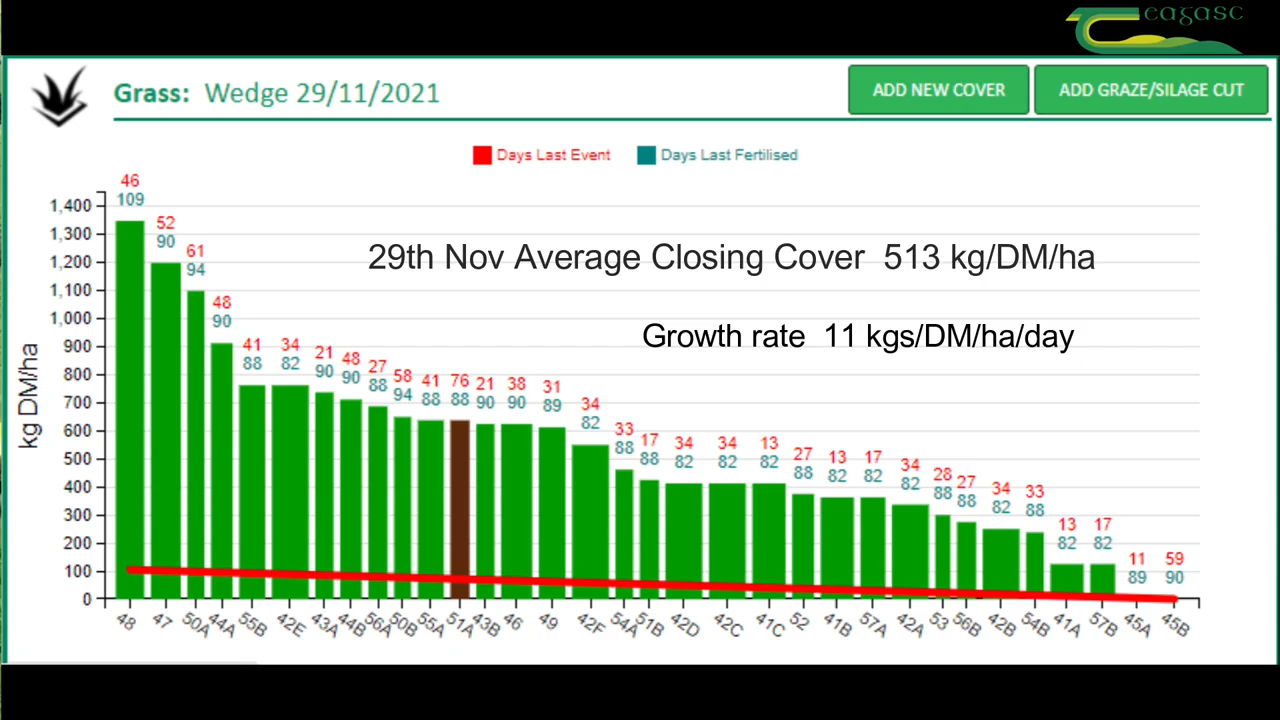 Teagasc
Grass: Wedge 29/11/2021
ADD NEW COVER
ADD GRAZE/SILAGE CUT
Days Last Event
Days Last Fertilised
29th Nov Average Closing Cover 513 kg/DM/ha
Growth rate 11 kgs/DM/ha/day
kg DM/ha
1,400
1,300
1,200
1,100
1,000
900
800
700
600
500
400
300
200
100
0
46 52 61 48 41 34 21 48 27 58 41 76 21 38 31 34 33 17 34 34 13 27 13 17 34 28 27 34 33 13 17 11 59
109 90 94 90 88 82 90 90 88 94 88 88 90 90 89 82 88 88 82 82 82 88 82 82 82 88 88 82 88 82 82 89 90
48 47 50A 44A 55B 42E 43A 44B 56A 50B 55A 51A 43B 46 49 42F 54A 51B 42D 42C 41C 52 41B 57A 42A 53 56B 42B 54B 41A 57B 45A 45B